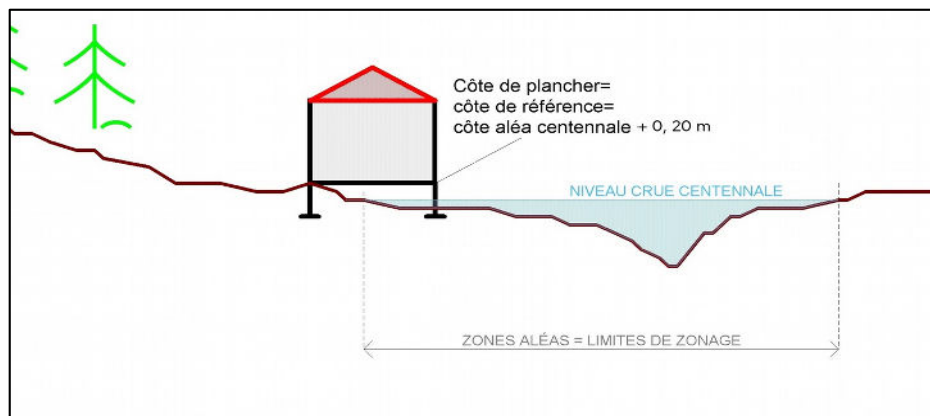 Côte de plancher=
côte de référence=
côte aléa centennale + 0, 20 m
NIVEAU CRUE CENTENNALE
ZONES ALÉAS = LIMITES DE ZONAGE